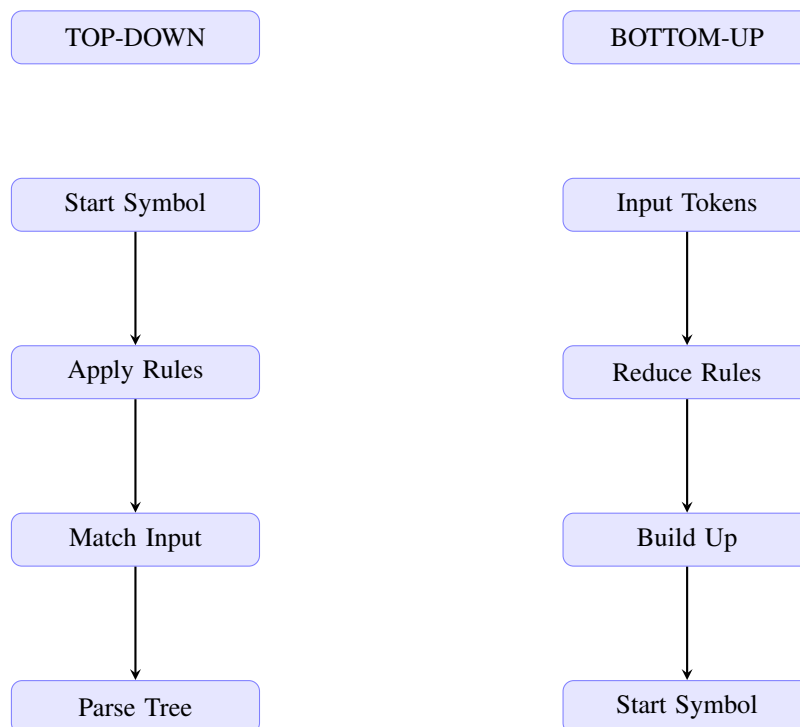 TOP-DOWN
BOTTOM-UP
Start Symbol
Input Tokens
Apply Rules
Reduce Rules
Match Input
Build Up
Parse Tree
Start Symbol